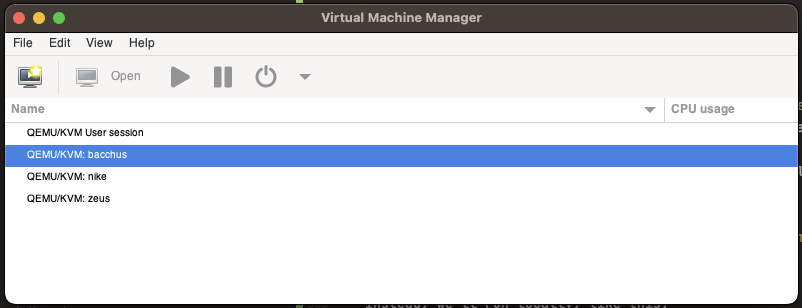 Virtual Machine Manager
File Edit View Help
Open
Name CPU usage
QEMU/KVM User session
QEMU/KVM: bacchus
QEMU/KVM: nike
QEMU/KVM: zeus